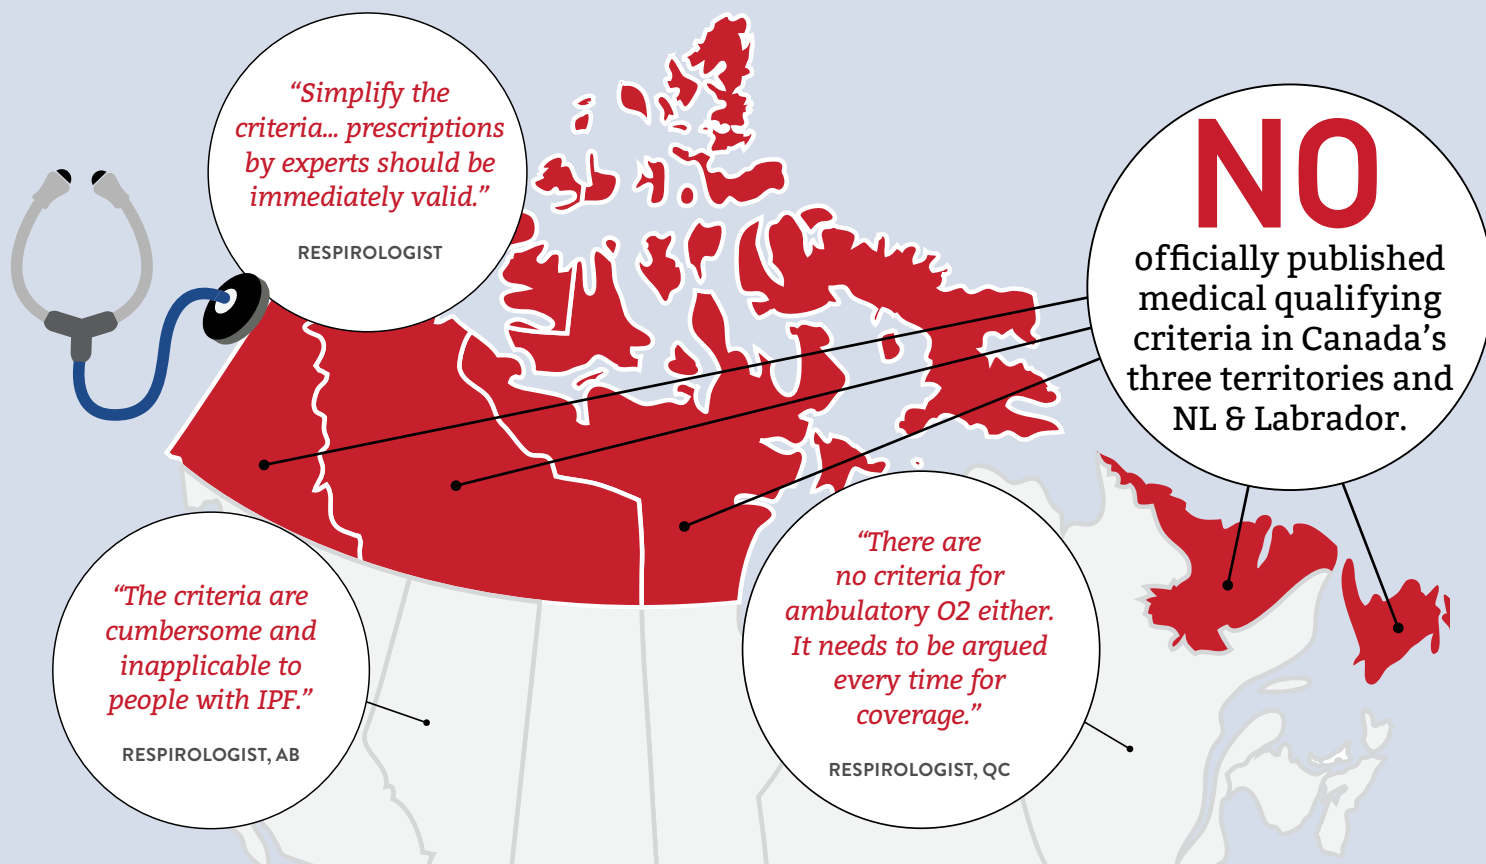 “Simplify the
criteria... prescriptions
by experts should be
immediately valid.”
RESPIROLOGIST
NO
officially published
medical qualifying
criteria in Canada’s
three territories and
NL & Labrador.
“The criteria are
cumbersome and
inapplicable to
people with IPF.”
RESPIROLOGIST, AB
“There are
no criteria for
ambulatory O2 either.
It needs to be argued
every time for
coverage.”
RESPIROLOGIST, QC